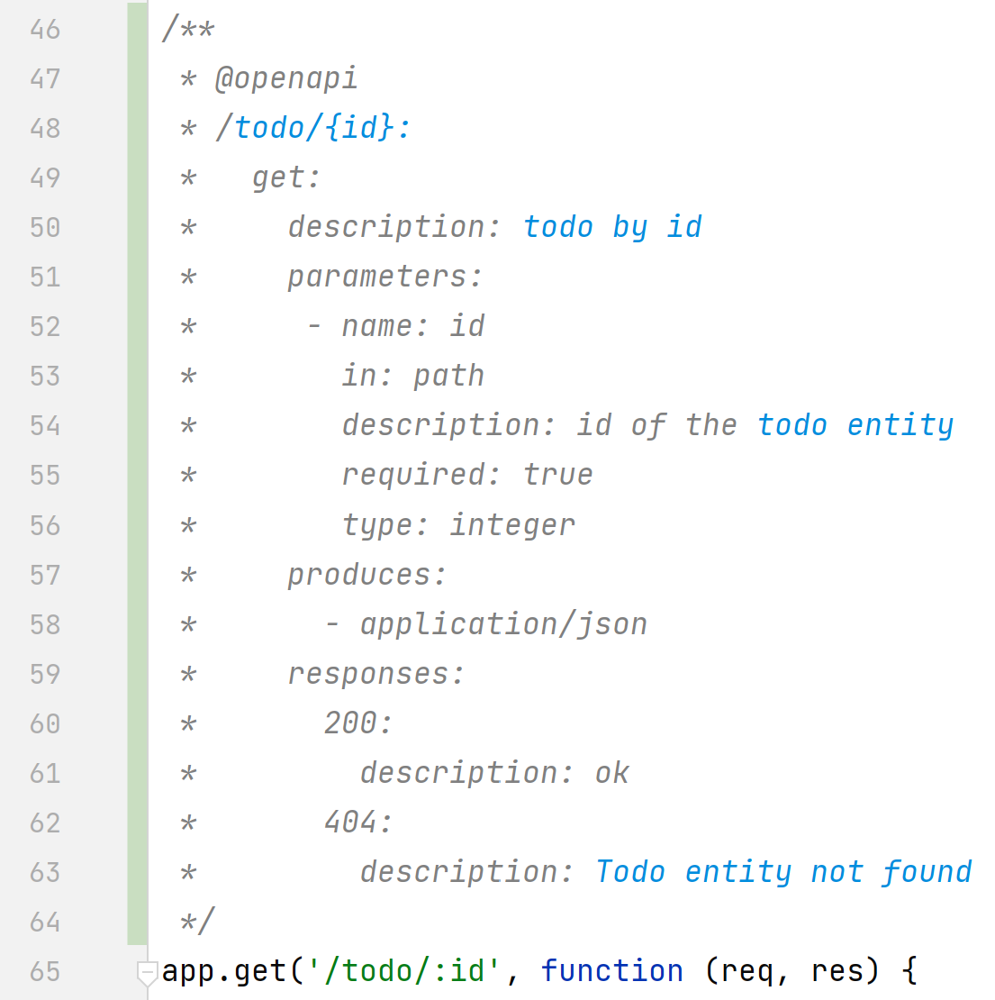 46 /**
47  * @openapi
48  * /todo/{id}:
49  *   get:
50  *     description: todo by id
51  *     parameters:
52  *      - name: id
53  *        in: path
54  *        description: id of the todo entity
55  *        required: true
56  *        type: integer
57  *     produces:
58  *       - application/json
59  *     responses:
60  *       200:
61  *         description: ok
62  *       404:
63  *         description: Todo entity not found
64  */
65 app.get('/todo/:id', function (req, res) {